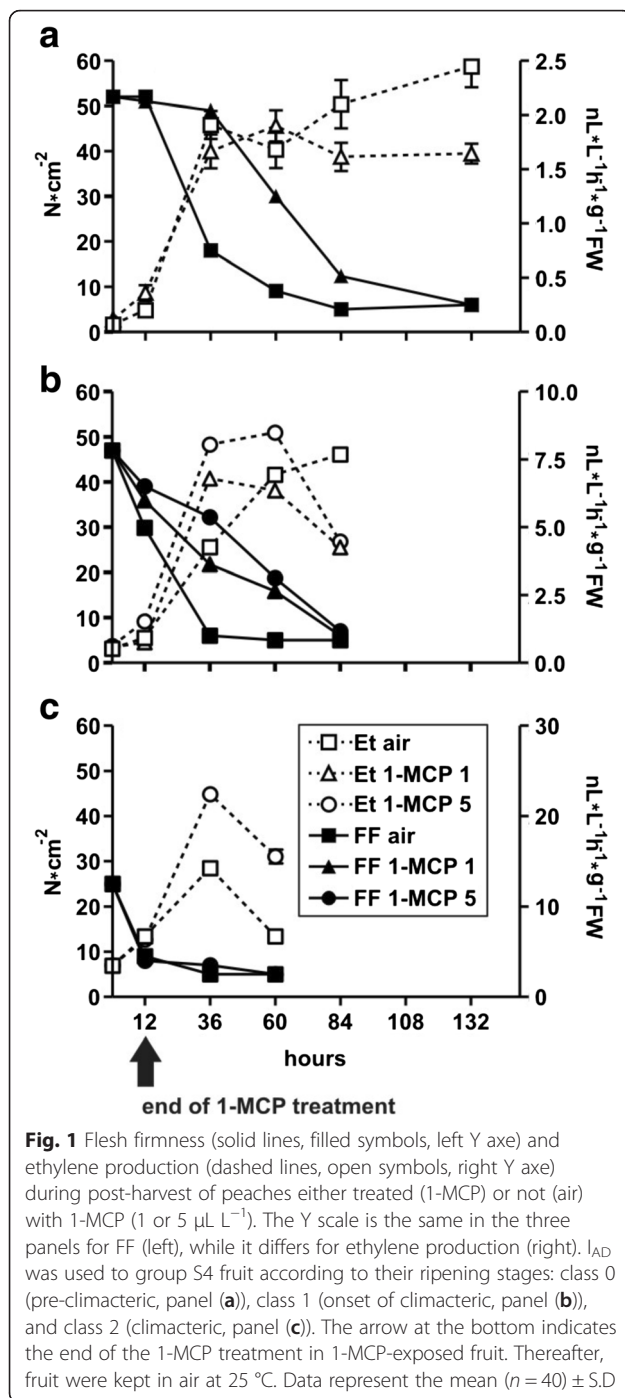 a
60
50
40
30
20
10
0
N*cm-2
2.5
2.0
1.5
1.0
0.5
0.0
nL*L-1h1*g-1FW
b
60
50
40
30
20
10
0
N*cm-2
10.0
7.5
5.0
2.5
0.0
nL*L-1h1*g-1FW
c
60
50
40
30
20
10
0
N*cm-2
Et air
Et 1-MCP 1
Et 1-MCP 5
FF air
FF 1-MCP 1
FF 1-MCP 5
30
20
10
0
nL*L-1h1*g-1FW
12 36 60 84 108 132
hours
end of 1-MCP treatment
Fig. 1 Flesh firmness (solid lines, filled symbols, left Y axe) and
ethylene production (dashed lines, open symbols, right Y axe)
during post-harvest of peaches either treated (1-MCP) or not (air)
with 1-MCP (1 or 5 μL L−1). The Y scale is the same in the three
panels for FF (left), while it differs for ethylene production (right). IAD
was used to group S4 fruit according to their ripening stages: class 0
(pre-climacteric, panel (a)), class 1 (onset of climacteric, panel (b)),
and class 2 (climacteric, panel (c)). The arrow at the bottom indicates
the end of the 1-MCP treatment in 1-MCP-exposed fruit. Thereafter,
fruit were kept in air at 25 °C. Data represent the mean (n = 40) ± S.D